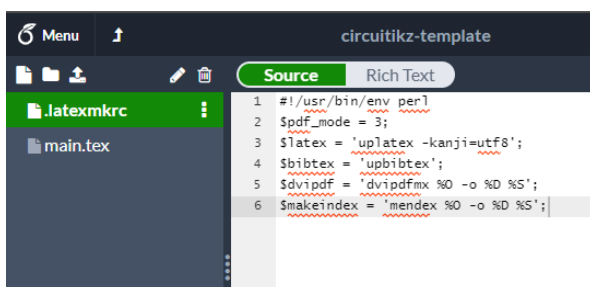 Menu
circuitikz-template
Source
Rich Text
.latexmkrc
main.tex
1 #!/usr/bin/env perl
2 $pdf_mode = 3;
3 $latex = 'uplatex -kanji=utf8';
4 $bibtex = 'upbibtex';
5 $dvipdf = 'dvipdfmx %O -o %D %S';
6 $makeindex = 'mendex %O -o %D %S';